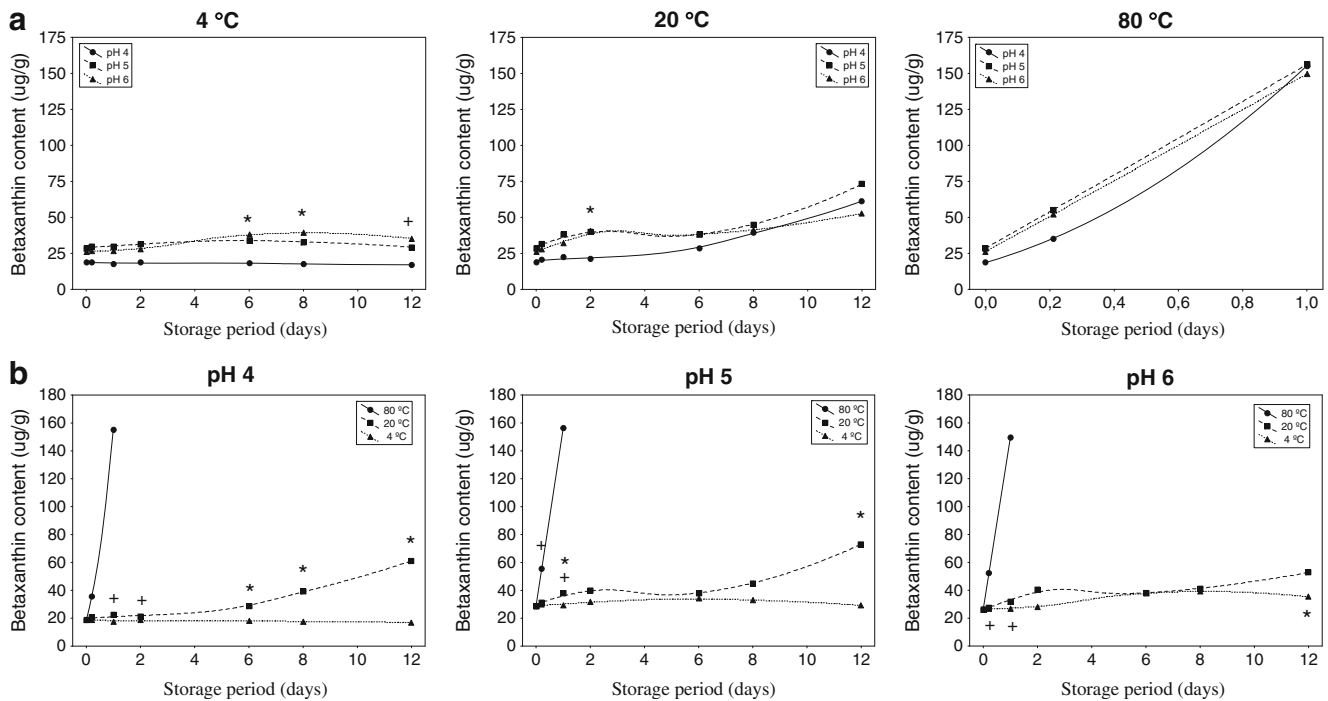 a
4 °C
175
150
125
100
75
50
25
0
Betaxanthin content (ug/g)
pH 4
pH 5
pH 6
* * +
0 2 4 6 8 10 12
Storage period (days)
20 °C
175
150
125
100
75
50
25
0
Betaxanthin content (ug/g)
pH 4
pH 5
pH 6
*
0 2 4 6 8 10 12
Storage period (days)
80 °C
175
150
125
100
75
50
25
0
Betaxanthin content (ug/g)
pH 4
pH 5
pH 6
0,0 0,2 0,4 0,6 0,8 1,0
Storage period (days)
b
pH 4
180
160
140
120
100
80
60
40
20
0
Betaxanthin content (ug/g)
80 ºC
20 ºC
4 ºC
+ + * * *
0 2 4 6 8 10 12
Storage period (days)
pH 5
180
160
140
120
100
80
60
40
20
0
Betaxanthin content (ug/g)
80 ºC
20 ºC
4 ºC
*
+
*
+
0 2 4 6 8 10 12
Storage period (days)
pH 6
180
160
140
120
100
80
60
40
20
0
Betaxanthin content (ug/g)
80 ºC
20 ºC
4 ºC
+ + *
0 2 4 6 8 10 12
Storage period (days)